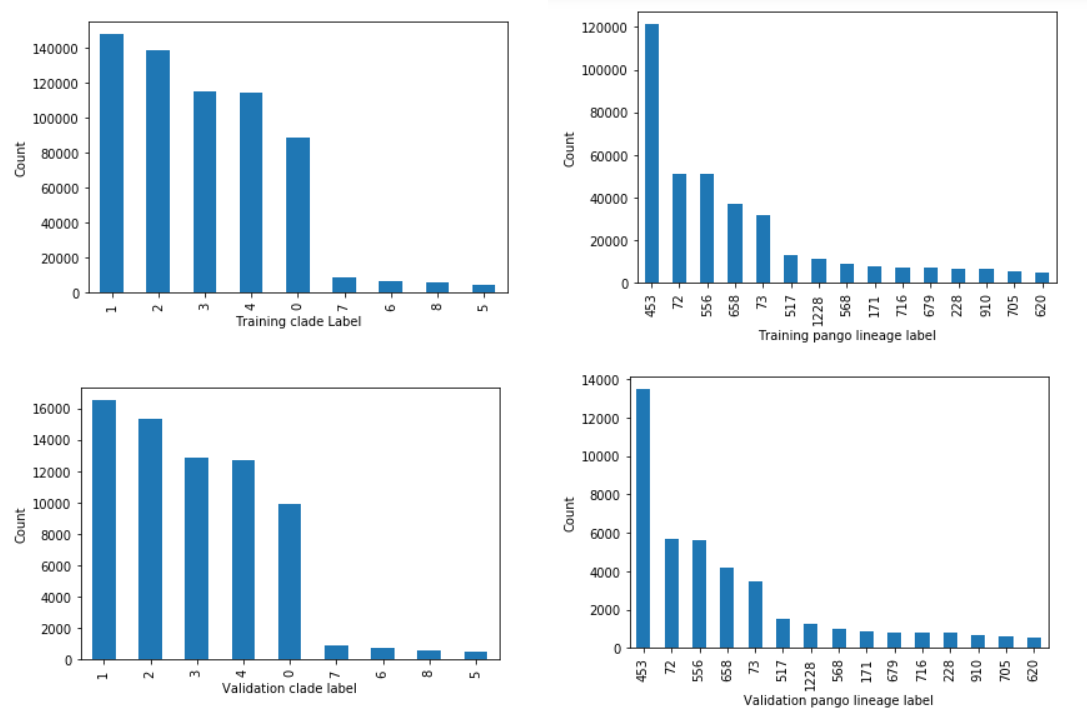 140000
120000
100000
80000
60000
40000
20000
0
Count
1 2 3 4 0 7 6 8 5
Training clade Label
120000
100000
80000
60000
40000
20000
0
Count
453 72 556 658 73 517 1228 568 171 716 679 228 910 705 620
Training pango lineage label
16000
14000
12000
10000
8000
6000
4000
2000
0
Count
1 2 3 4 0 7 6 8 5
Validation clade label
14000
12000
10000
8000
6000
4000
2000
0
Count
453 72 556 658 73 517 1228 568 171 679 716 228 910 705 620
Validation pango lineage label